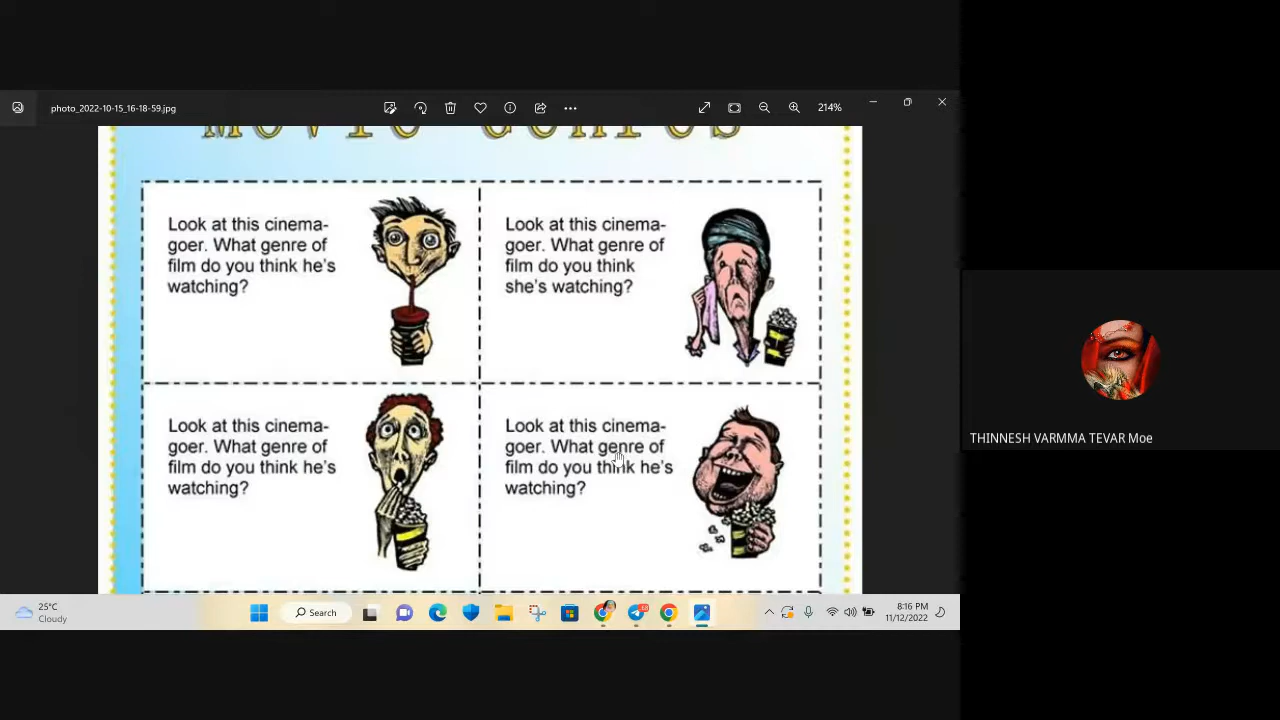 photo_2022-10-15_16-18-59.jpg
214%
Movie Genres
Look at this cinema-
goer. What genre of
film do you think he's
watching?
Look at this cinema-
goer. What genre of
film do you think
she's watching?
Look at this cinema-
goer. What genre of
film do you think he's
watching?
Look at this cinema-
goer. What genre of
film do you think he's
watching?
THINNESH VARMMA TEVAR Moe
25°C
Cloudy
Search
8:16 PM
11/12/2022